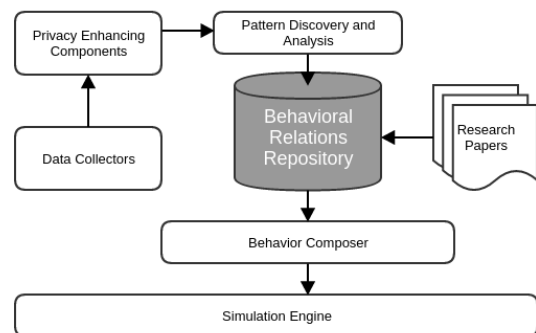 Privacy Enhancing
Components
Pattern Discovery and
Analysis
Data Collectors
Behavioral
Relations
Repository
Research
Papers
Behavior Composer
Simulation Engine